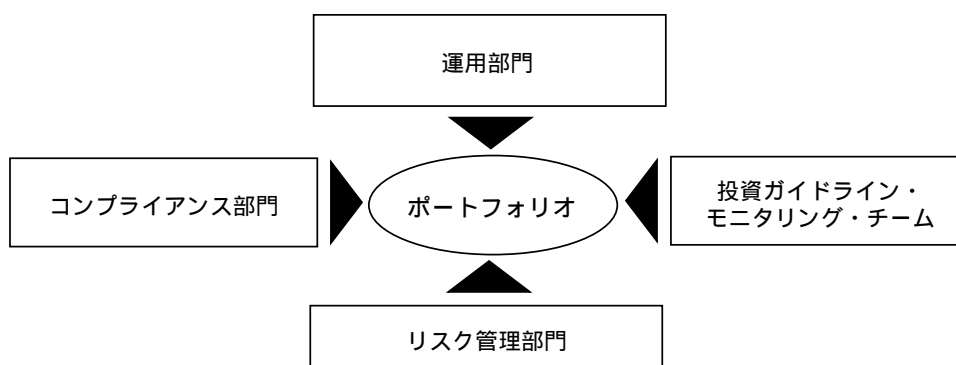 運用部門
コンプライアンス部門
ポートフォリオ
投資ガイドライン・
モニタリング・チーム
リスク管理部門